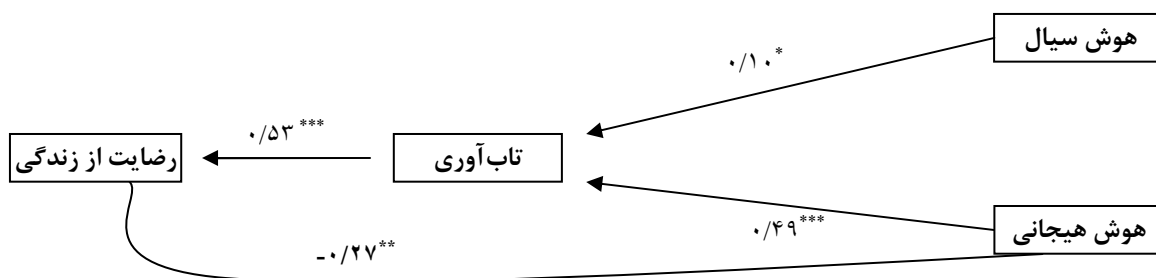 هوش سیال
۰/۱۰*
۰/۵۳***
تاب‌آوری
رضایت از زندگی
۰/۴۹***
هوش هیجانی
-۰/۲۷**